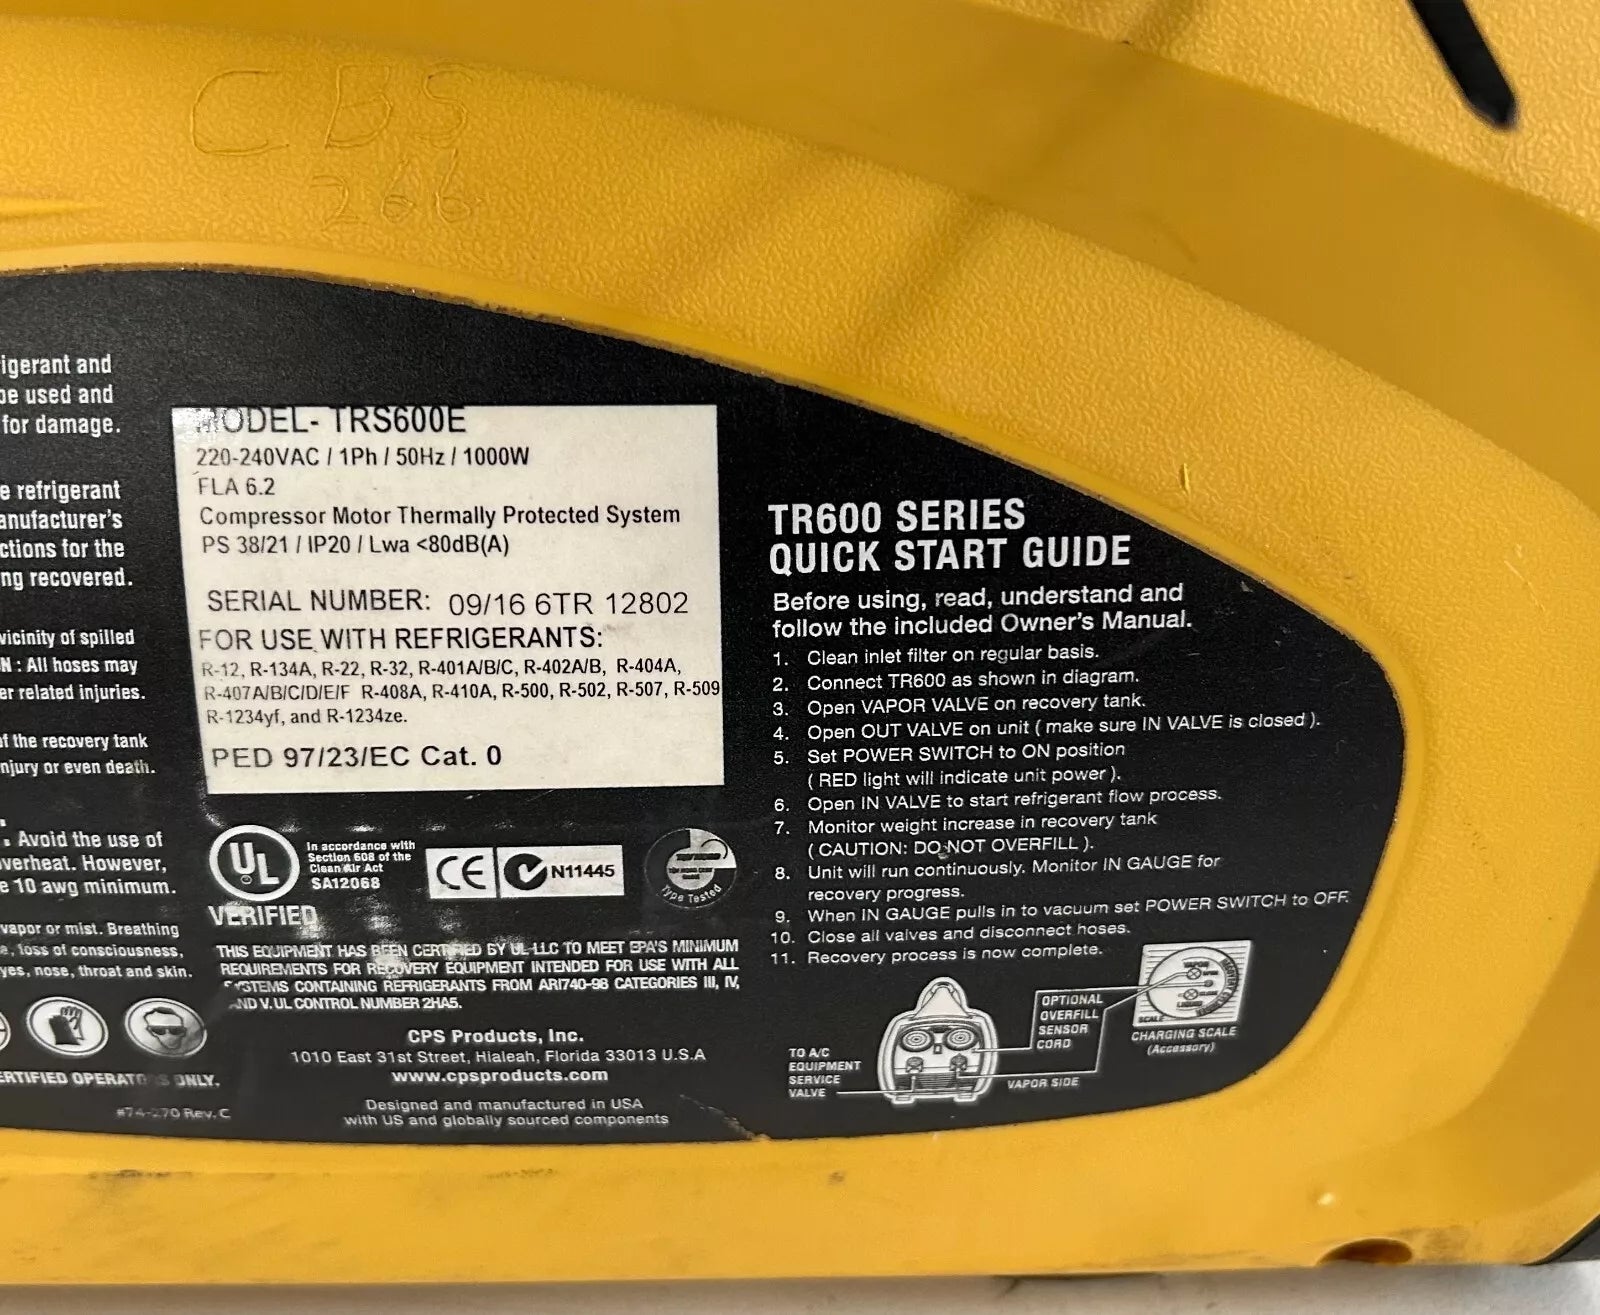 CBS
266
igerant and
be used and
for damage.
e refrigerant
anufacturer's
ctions for the
ng recovered.
vicinity of spilled
N : All hoses may
er related injuries.
of the recovery tank
njury or even death.
. Avoid the use of
verheat. However,
e 10 awg minimum.
vapor or mist. Breathing
e, loss of consciousness,
yes, nose, throat and skin.
ERTIFIED OPERATORS ONLY.
#74-270 Rev. C
MODEL- TRS600E
220-240VAC / 1Ph / 50Hz / 1000W
FLA 6.2
Compressor Motor Thermally Protected System
PS 38/21 / IP20 / Lwa <80dB(A)
SERIAL NUMBER: 09/16 6TR 12802
FOR USE WITH REFRIGERANTS:
R-12, R-134A, R-22, R-32, R-401A/B/C, R-402A/B, R-404A,
R-407A/B/C/D/E/F R-408A, R-410A, R-500, R-502, R-507, R-509
R-1234yf, and R-1234ze.
PED 97/23/EC Cat. 0
UL
VERIFIED
In accordance with
Section 608 of the
Clean Air Act
SA12068
CE
N11445
Type Tested
THIS EQUIPMENT HAS BEEN CERTIFIED BY UL LLC TO MEET EPA'S MINIMUM
REQUIREMENTS FOR RECOVERY EQUIPMENT INTENDED FOR USE WITH ALL
SYSTEMS CONTAINING REFRIGERANTS FROM ARI740-98 CATEGORIES III, IV,
AND V. UL CONTROL NUMBER 2HA5.
CPS Products, Inc.
1010 East 31st Street, Hialeah, Florida 33013 U.S.A
www.cpsproducts.com
Designed and manufactured in USA
with US and globally sourced components
TR600 SERIES
QUICK START GUIDE
Before using, read, understand and
follow the included Owner's Manual.
1. Clean inlet filter on regular basis.
2. Connect TR600 as shown in diagram.
3. Open VAPOR VALVE on recovery tank.
4. Open OUT VALVE on unit ( make sure IN VALVE is closed ).
5. Set POWER SWITCH to ON position
( RED light will indicate unit power ).
6. Open IN VALVE to start refrigerant flow process.
7. Monitor weight increase in recovery tank
( CAUTION: DO NOT OVERFILL ).
8. Unit will run continuously. Monitor IN GAUGE for
recovery progress.
9. When IN GAUGE pulls in to vacuum set POWER SWITCH to OFF.
10. Close all valves and disconnect hoses.
11. Recovery process is now complete.
TO A/C
EQUIPMENT
SERVICE
VALVE
OPTIONAL
OVERFILL
SENSOR
CORD
VAPOR SIDE
VAPOR
LIQUID
SCALE
CHARGING SCALE
(Accessory)